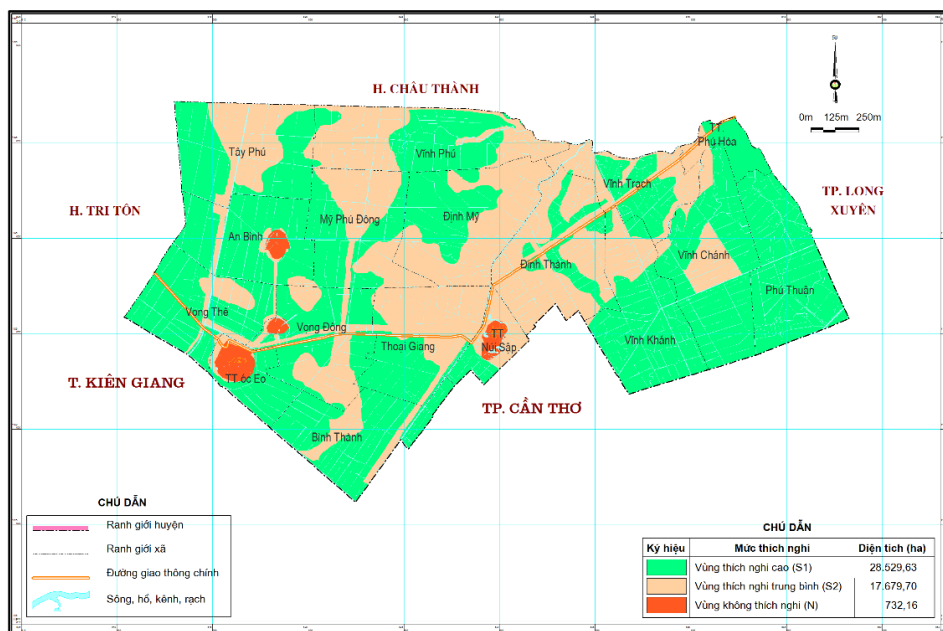 H. CHÂU THÀNH
0m 125m 250m
TT.
Phú Hòa
Tây Phú
Vĩnh Phú
Vĩnh Trạch
TP. LONG
XUYÊN
H. TRI TÔN
Mỹ Phú Đông
Định Mỹ
An Bình
Định Thành
Vĩnh Chánh
Phú Thuận
Vọng Thê
Vọng Đông
TT.
Núi Sập
Thoại Giang
Vĩnh Khánh
T. KIÊN GIANG
TT.óc Eo
TP. CẦN THƠ
Bình Thành
CHÚ DẪN
Ranh giới huyện
Ranh giới xã
Đường giao thông chính
Sông, hồ, kênh, rạch
CHÚ DẪN
Ký hiệu Mức thích nghi Diện tích (ha)
Vùng thích nghi cao (S1) 28.529,63
Vùng thích nghi trung bình (S2) 17.679,70
Vùng không thích nghi (N) 732,16